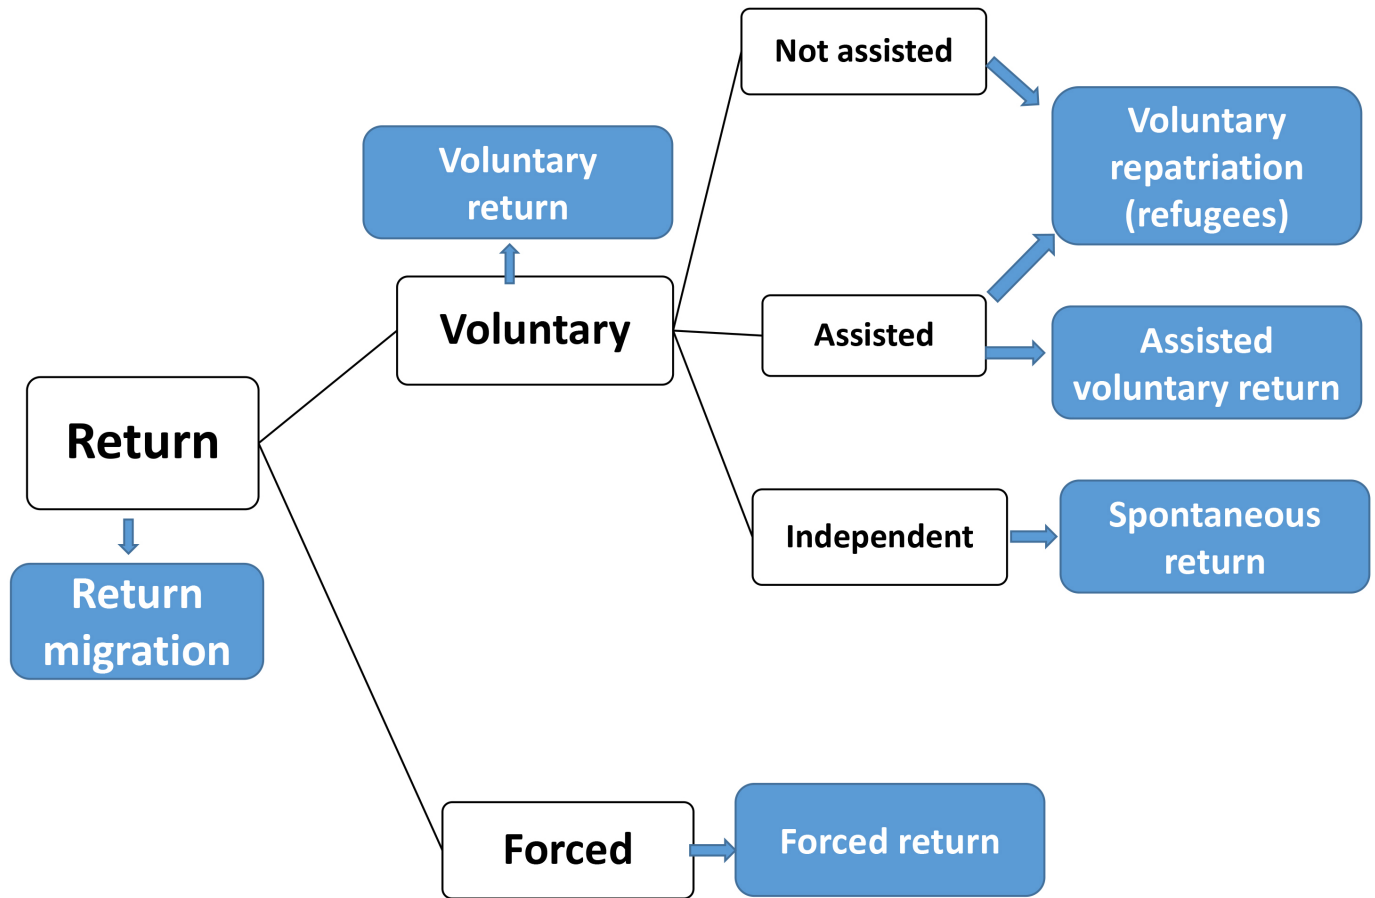 Not assisted
Voluntary
repatriation
(refugees)
Voluntary
return
Voluntary
Assisted
Assisted
voluntary return
Return
Independent
Spontaneous
return
Return
migration
Forced
Forced return